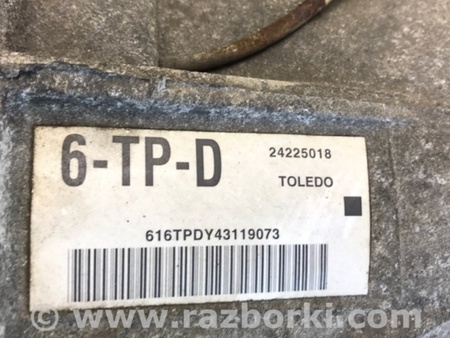 6-TP-D 24225018
TOLEDO
616TPDY43119073
© www.razborki.com